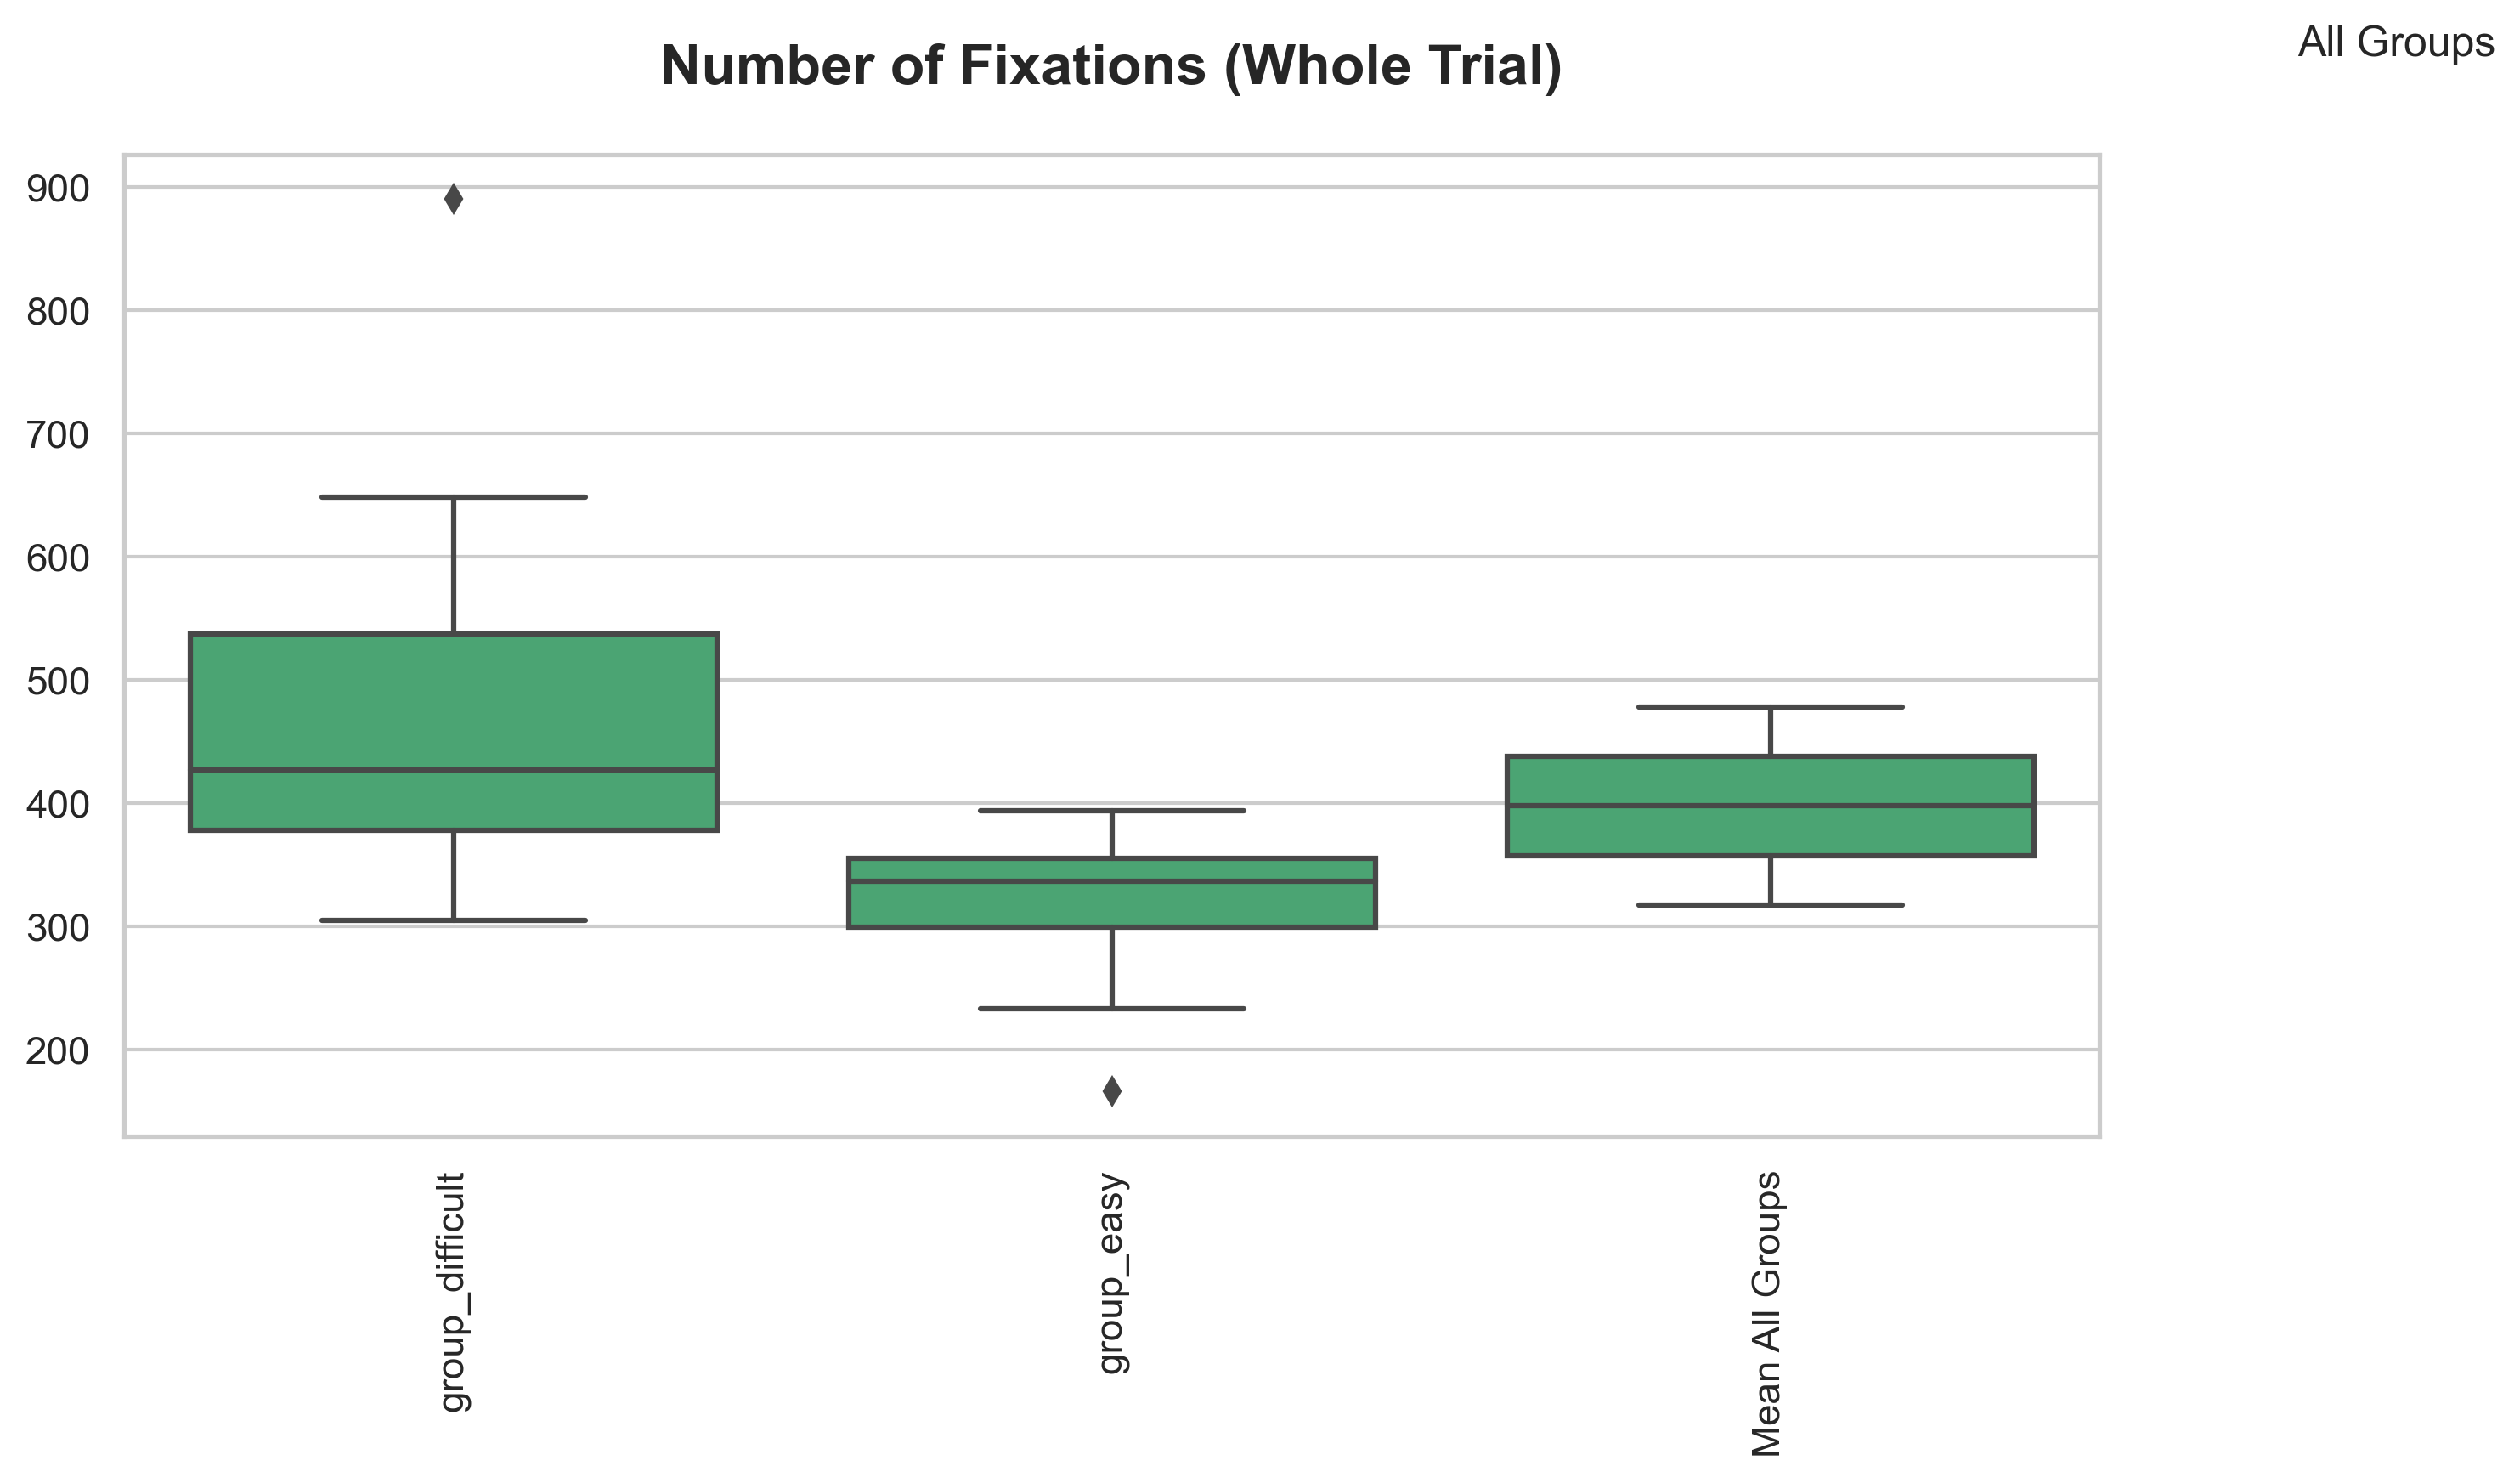 All Groups
Number of Fixations (Whole Trial)
900
800
700
600
500
400
300
200
group_difficult
group_easy
Mean All Groups